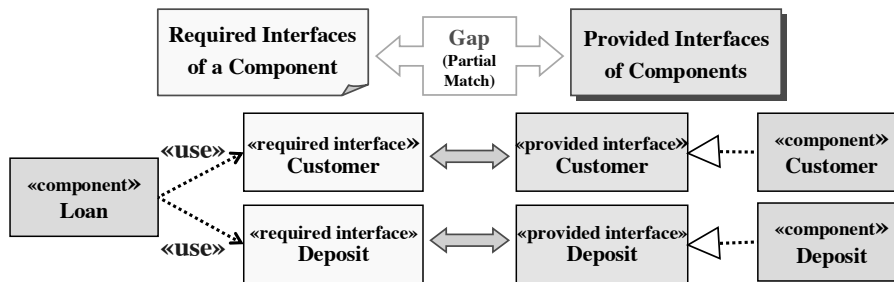 Required Interfaces
of a Component
Gap
(Partial
Match)
Provided Interfaces
of Components
«use»
«required interface»
Customer
«provided interface»
Customer
«component»
Customer
«component»
Loan
«use»
«required interface»
Deposit
«provided interface»
Deposit
«component»
Deposit